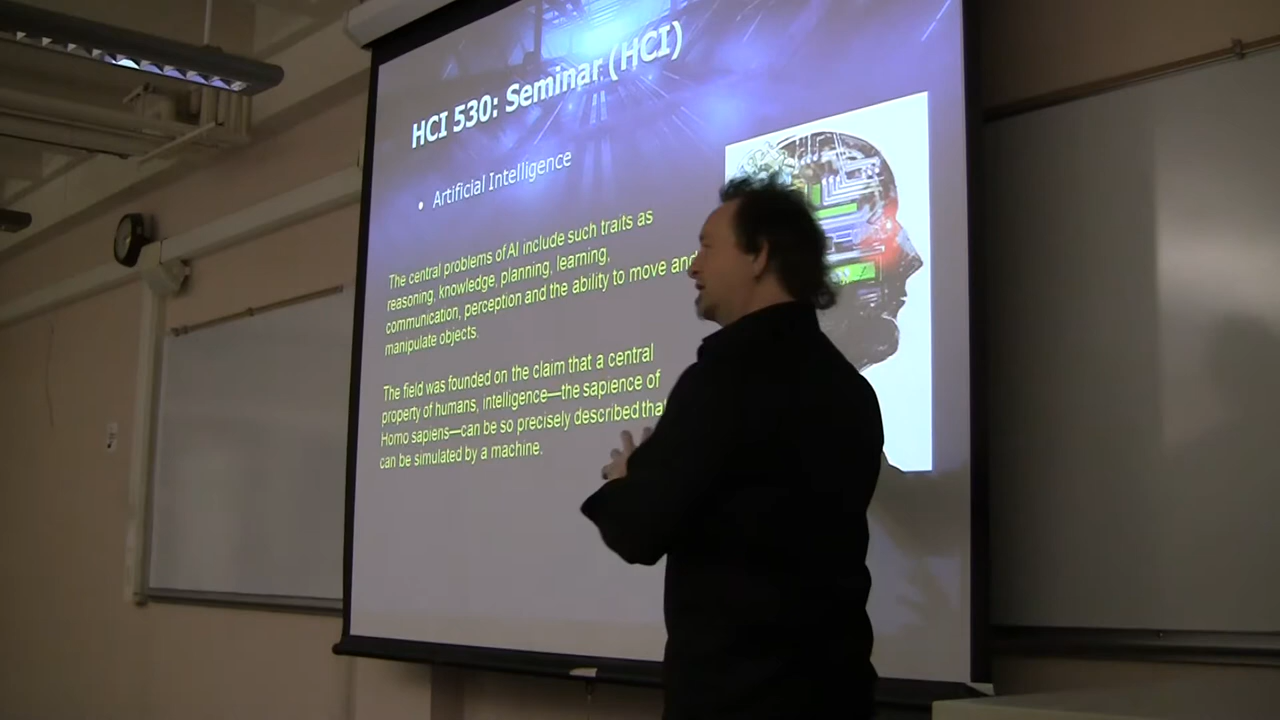 HCI 530: Seminar (HCI)
• Artificial Intelligence
The central problems of AI include such traits as
reasoning, knowledge, planning, learning,
communication, perception and the ability to move and
manipulate objects.
The field was founded on the claim that a central
property of humans, intelligence—the sapience of
Homo sapiens—can be so precisely described that
can be simulated by a machine.